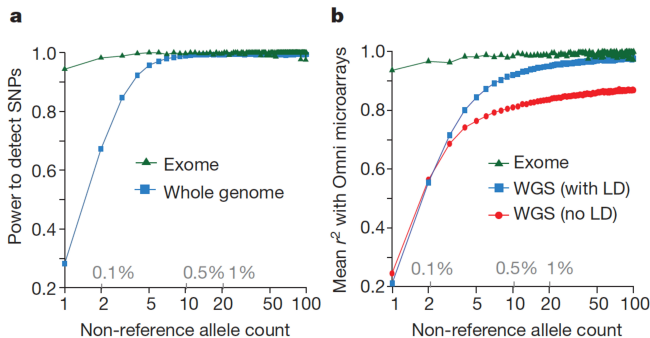 a
Power to detect SNPs
1.0
0.8
0.6
0.4
0.2
Exome
Whole genome
0.1% 0.5% 1%
1 2 5 10 20 50 100
Non-reference allele count
b
Mean r² with Omni microarrays
1.0
0.8
0.6
0.4
0.2
Exome
WGS (with LD)
WGS (no LD)
0.1% 0.5% 1%
1 2 5 10 20 50 100
Non-reference allele count